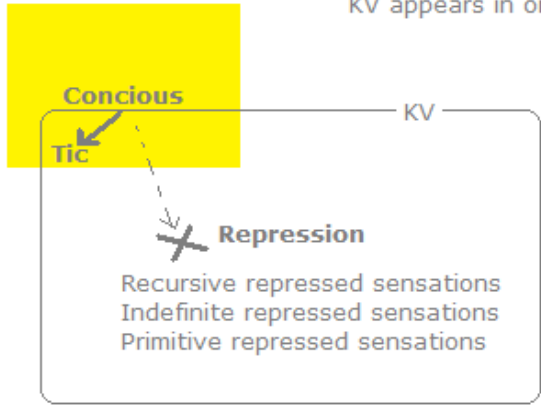 KV appears in
Concious
KV
Tic
Repression
Recursive repressed sensations
Indefinite repressed sensations
Primitive repressed sensations